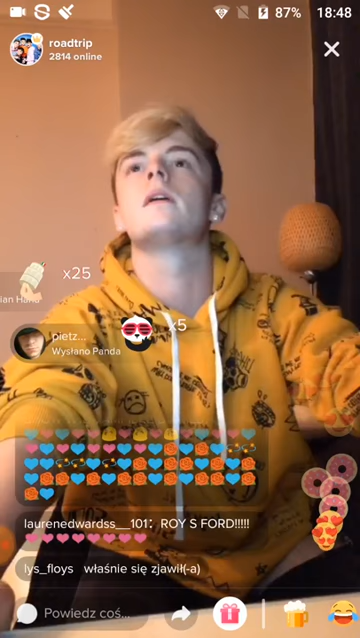 87%
18:48
roadtrip
2814 online
x25
x5
pietz...
Wysłano Panda
laurenedwardss__101: ROY S FORD!!!!!
lys_floys właśnie się zjawił(-a)
Powiedz coś...